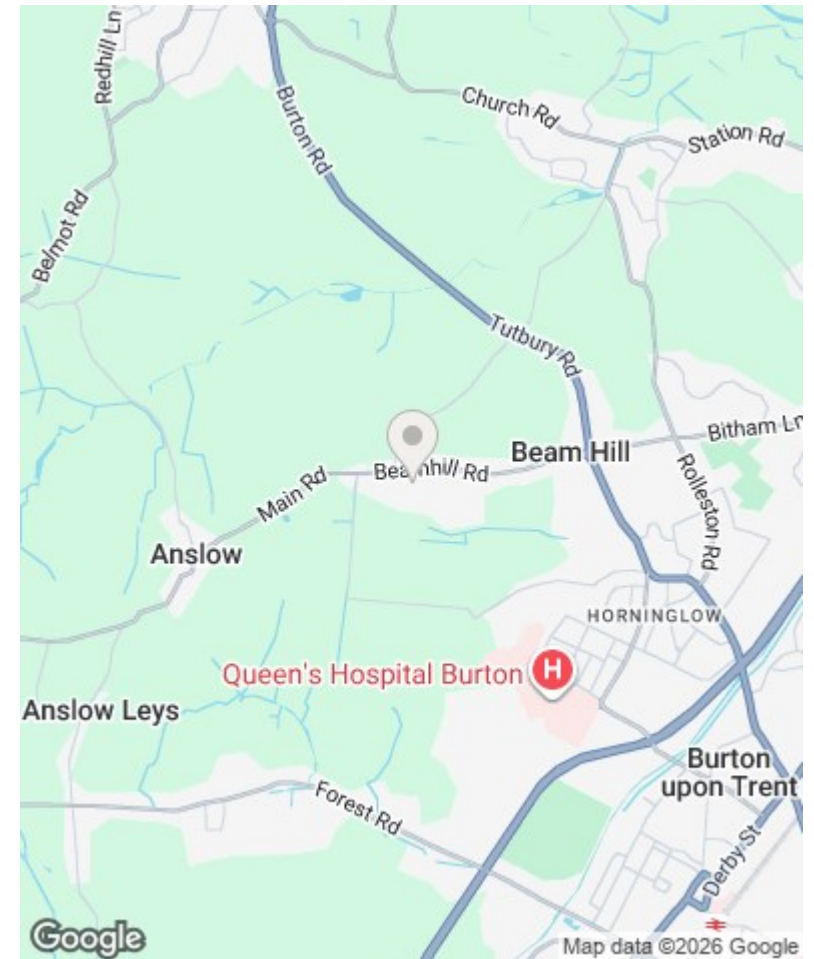 Redhill Ln
Burton Rd
Church Rd
Station Rd
Belmot Rd
Tutbury Rd
Bitham Ln
Beamhill Rd
Beam Hill
Main Rd
Rolleston Rd
Anslow
HORNINGLOW
Queen's Hospital Burton
H
Anslow Leys
Burton
upon Trent
Forest Rd
Derby St
Google
Map data ©2026 Google